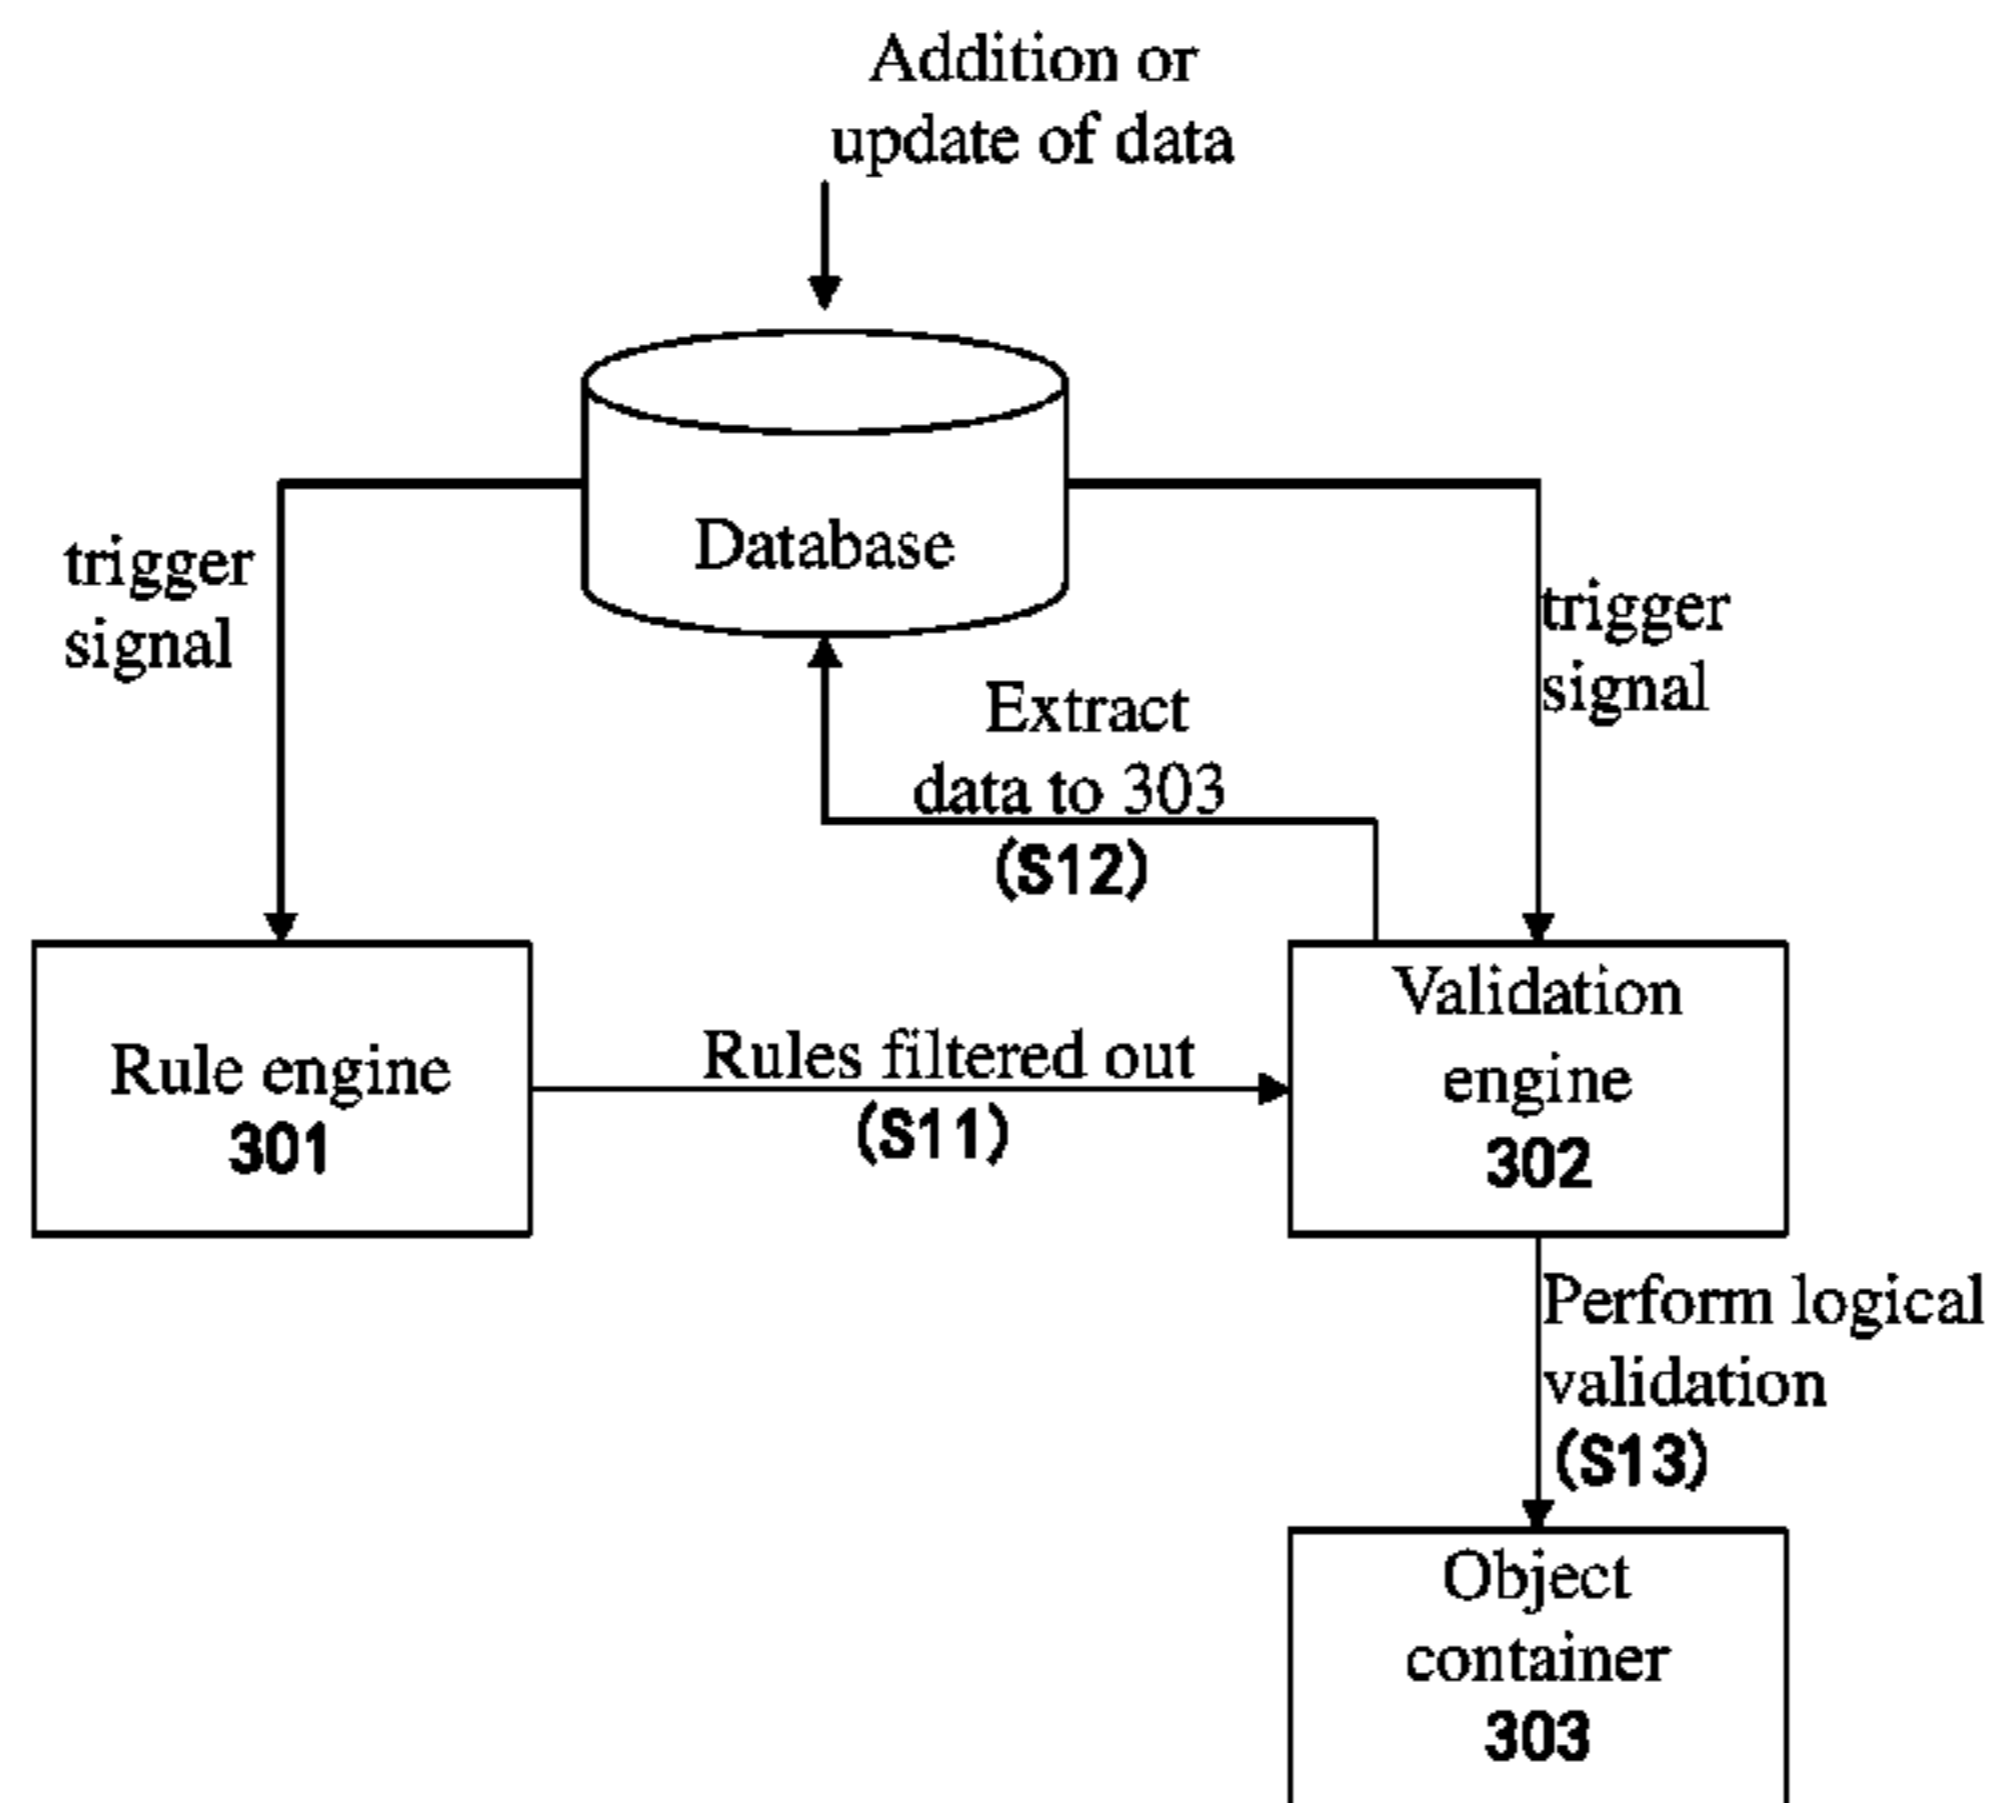 Addition or
update of data
Database
trigger
signal
trigger
signal
Extract
data to 303
(S12)
Rule engine
301
Rules filtered out
(S11)
Validation
engine
302
Perform logical
validation
(S13)
Object
container
303